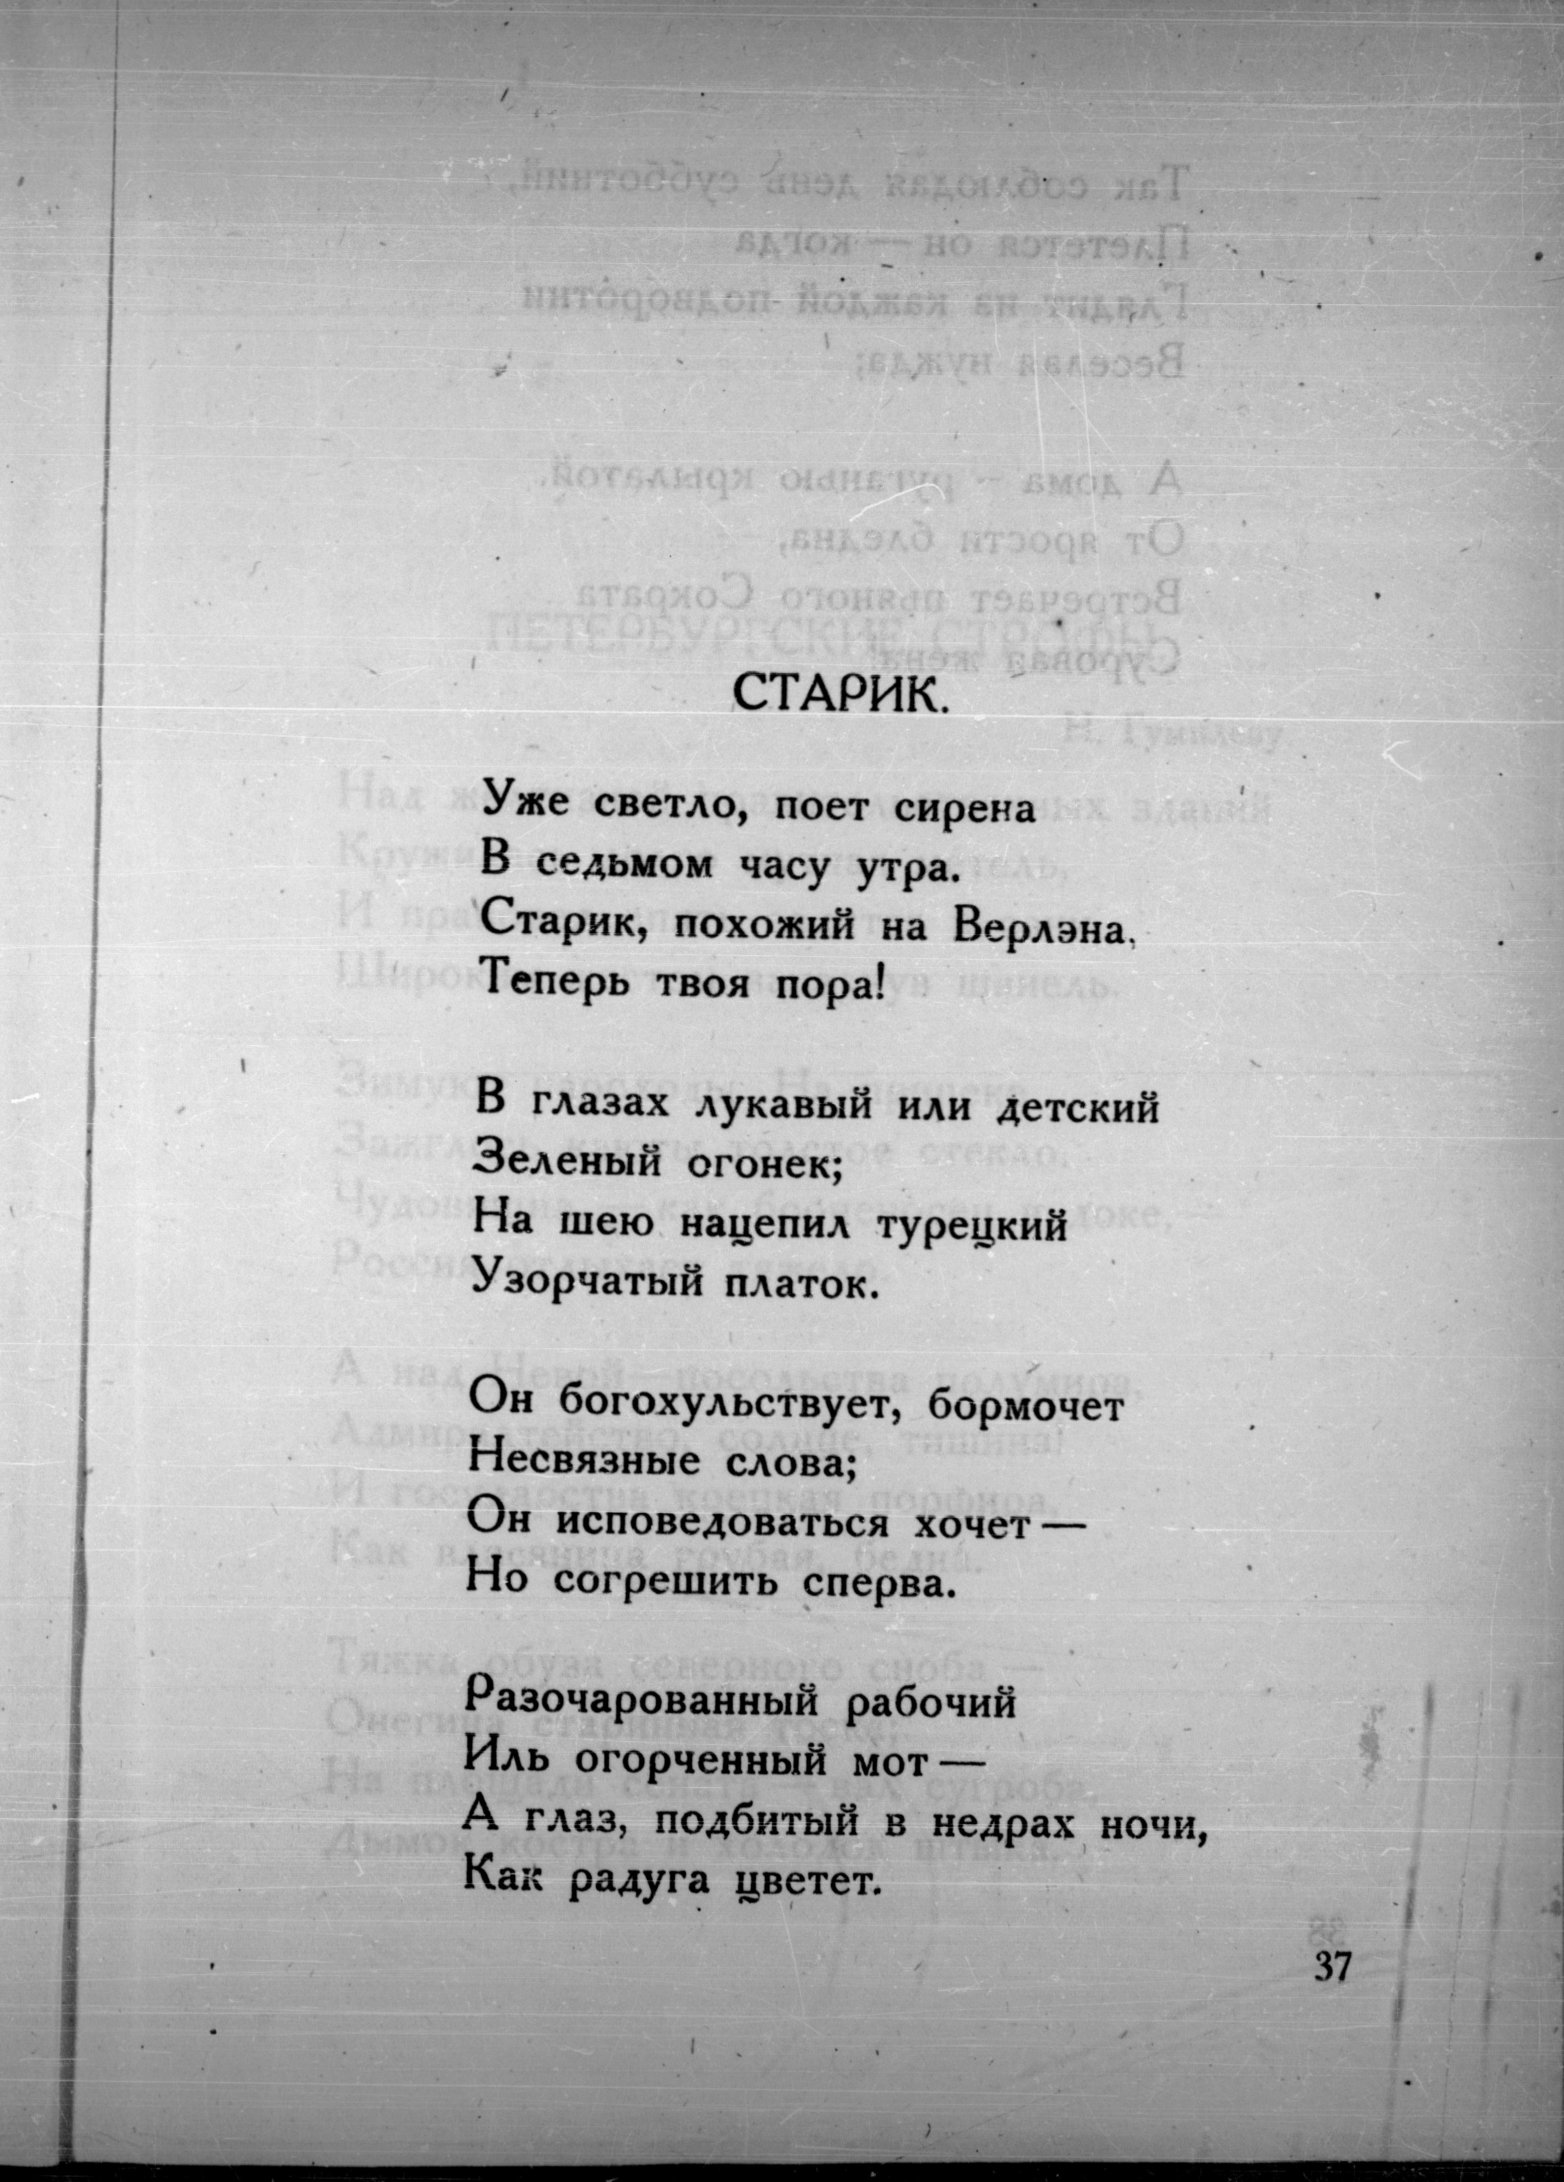 СТАРИК.
Уже светло, поет сирена
В седьмом часу утра.
Старик, похожий на Верлэна,
Теперь твоя пора!
В глазах лукавый или детский
Зеленый огонек;
На шею нацепил турецкий
Узорчатый платок.
Он богохульствует, бормочет
Несвязные слова;
Он исповедоваться хочет —
Но согрешить сперва.
Разочарованный рабочий
Иль огорченный мот —
А глаз, подбитый в недрах ночи,
Как радуга цветет.
37